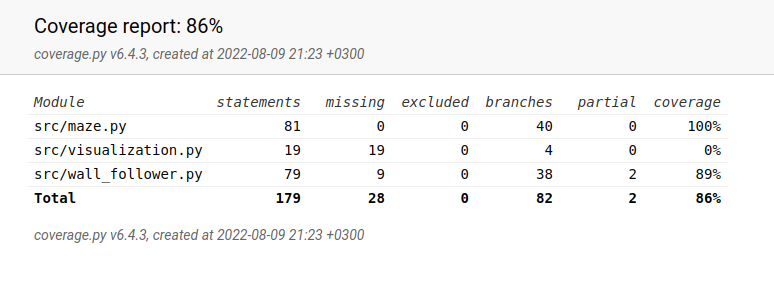 Coverage report: 86%
coverage.py v6.4.3, created at 2022-08-09 21:23 +0300
Module statements missing excluded branches partial coverage
src/maze.py 81 0 0 40 0 100%
src/visualization.py 19 19 0 4 0 0%
src/wall_follower.py 79 9 0 38 2 89%
Total 179 28 0 82 2 86%
coverage.py v6.4.3, created at 2022-08-09 21:23 +0300